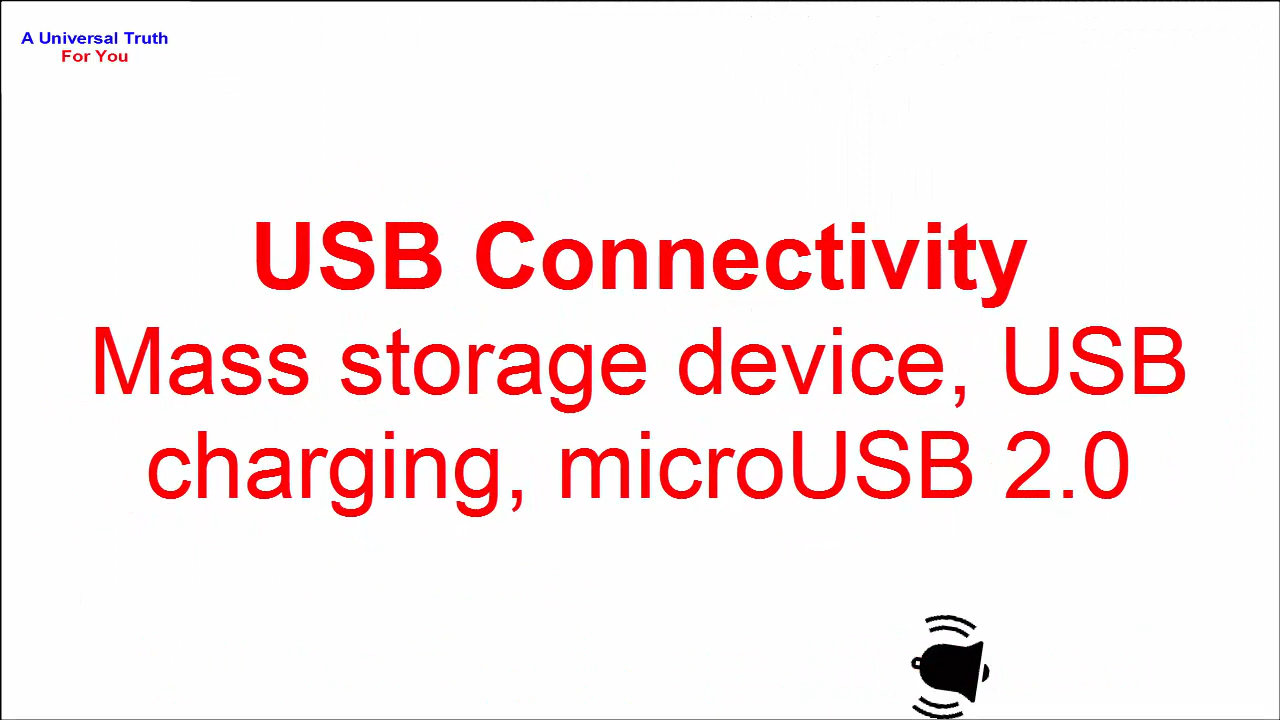 A Universal Truth
For You
USB Connectivity
Mass storage device, USB
charging, microUSB 2.0